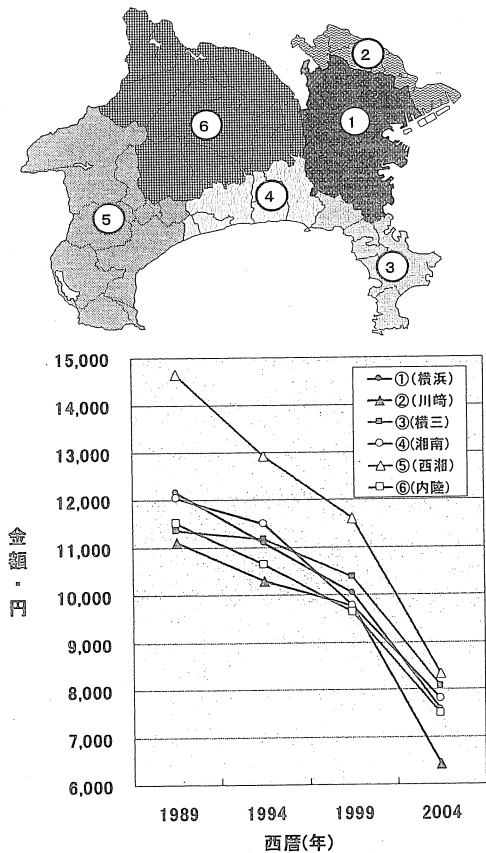 ②
①
⑥
④
⑤
③
15,000
14,000
13,000
12,000
11,000
10,000
9,000
8,000
7,000
6,000
①(横浜)
②(川崎)
③(横三)
④(湘南)
⑤(西湘)
⑥(内陸)
金額・円
1989 1994 1999 2004
西暦(年)